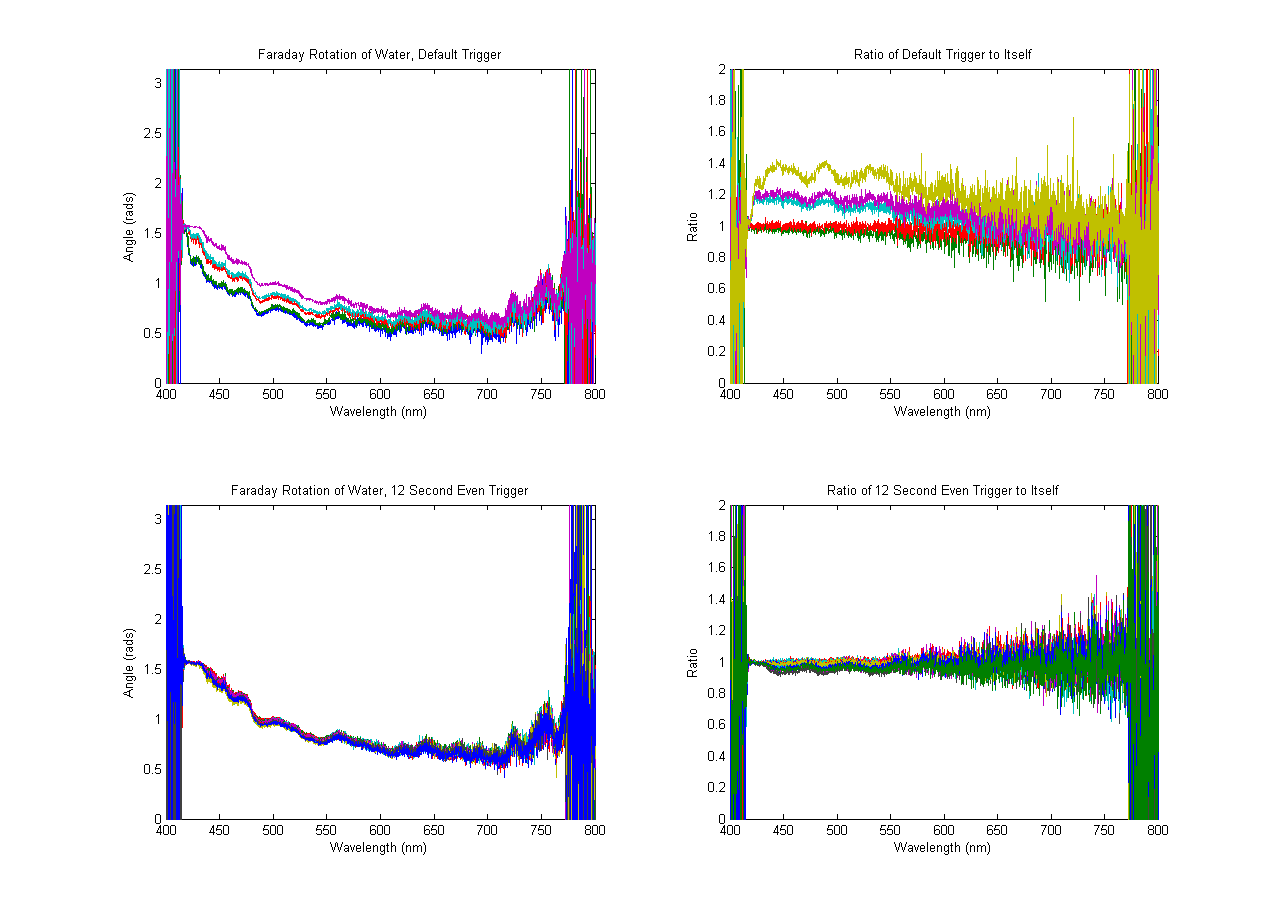 Faraday Rotation of Water, Default Trigger
3
2.5
2
1.5
1
0.5
0
Angle (rads)
400 450 500 550 600 650 700 750 800
Wavelength (nm)
Ratio of Default Trigger to Itself
2
1.8
1.6
1.4
1.2
1
0.8
0.6
0.4
0.2
0
Ratio
400 450 500 550 600 650 700 750 800
Wavelength (nm)
Faraday Rotation of Water, 12 Second Even Trigger
3
2.5
2
1.5
1
0.5
0
Angle (rads)
400 450 500 550 600 650 700 750 800
Wavelength (nm)
Ratio of 12 Second Even Trigger to Itself
2
1.8
1.6
1.4
1.2
1
0.8
0.6
0.4
0.2
0
Ratio
400 450 500 550 600 650 700 750 800
Wavelength (nm)